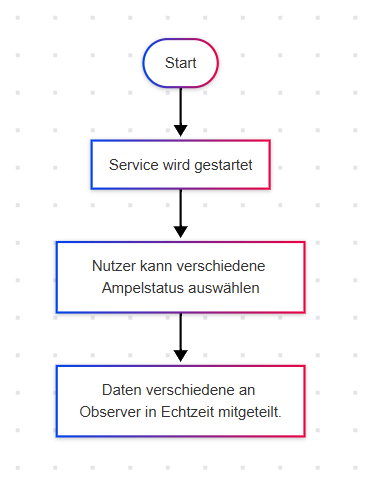 Start
Service wird gestartet
Nutzer kann verschiedene
Ampelstatus auswählen
Daten verschiedene an
Observer in Echtzeit mitgeteilt.